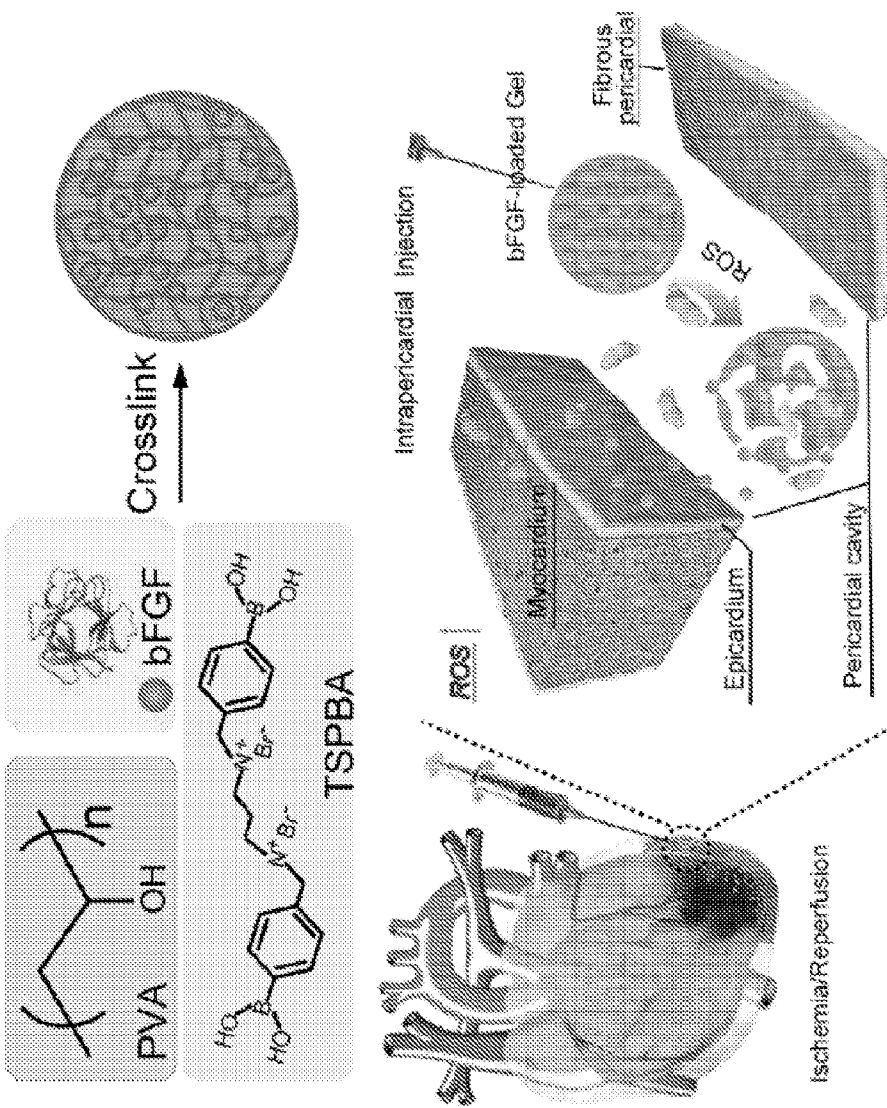 n
OH
PVA
bFGF
Crosslink
HO
B
HO
N⁺
Br⁻
N⁺
Br⁻
B
OH
OH
TSPBA
Ischemia/Reperfusion
Intrapericardial Injection
bFGF-loaded Gel
Fibrous
pericardial
ROS
Myocardium
ROS
Epicardium
Pericardial cavity